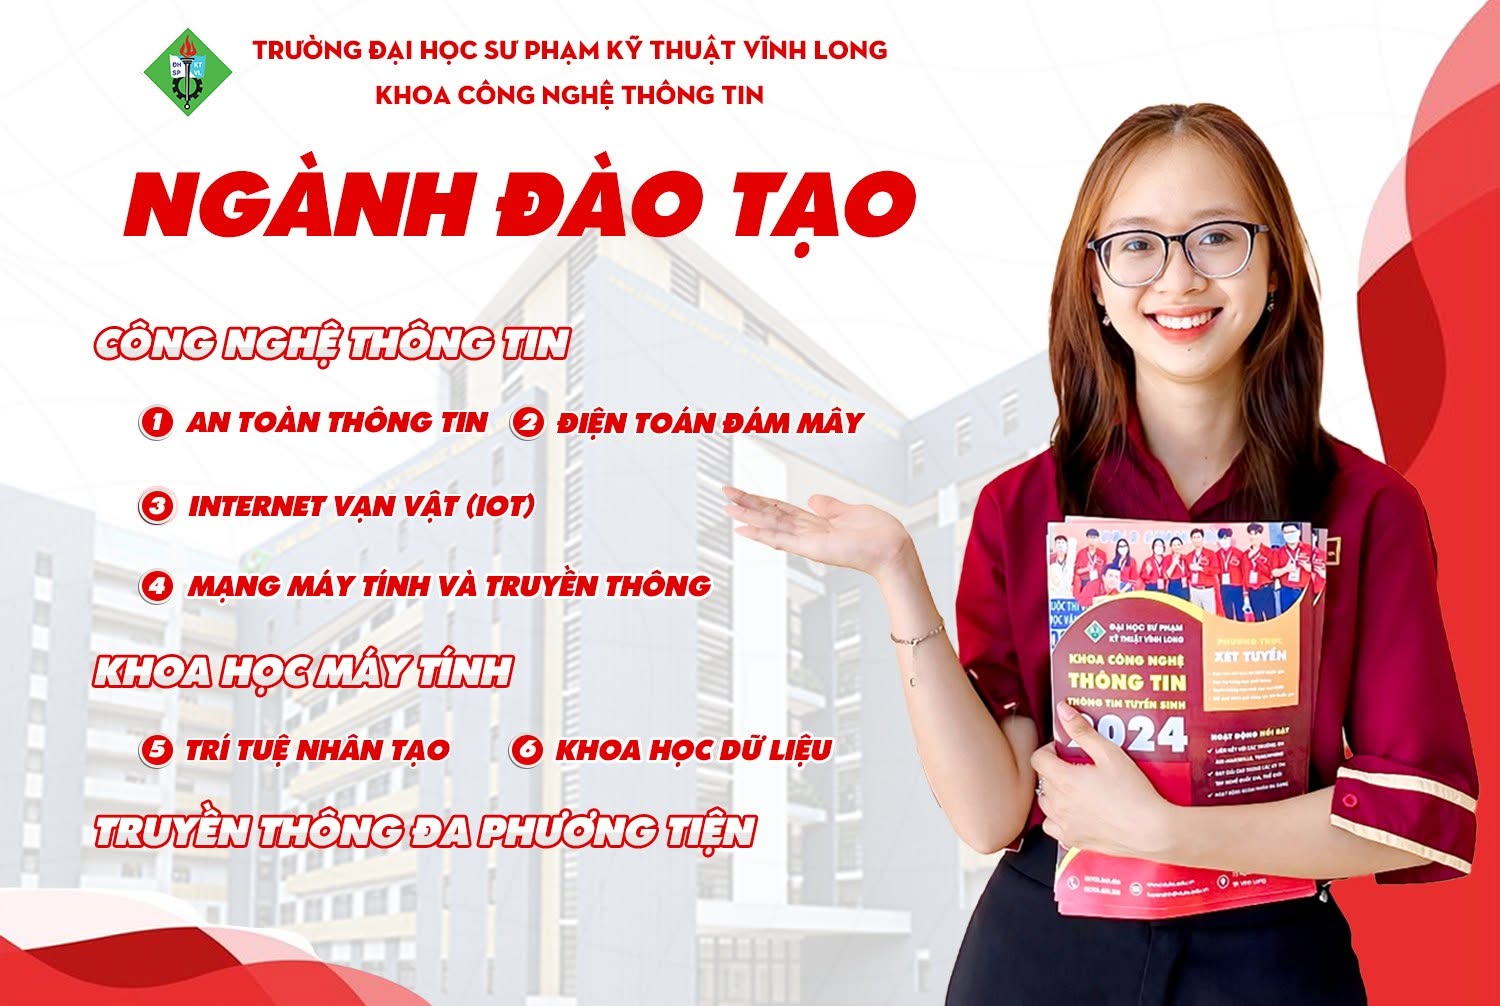 ĐH KT
SP VL
TRƯỜNG ĐẠI HỌC SƯ PHẠM KỸ THUẬT VĨNH LONG
KHOA CÔNG NGHỆ THÔNG TIN
NGÀNH ĐÀO TẠO
CÔNG NGHỆ THÔNG TIN
1 AN TOÀN THÔNG TIN 2 ĐIỆN TOÁN ĐÁM MÂY
3 INTERNET VẠN VẬT (IOT)
4 MẠNG MÁY TÍNH VÀ TRUYỀN THÔNG
KHOA HỌC MÁY TÍNH
5 TRÍ TUỆ NHÂN TẠO 6 KHOA HỌC DỮ LIỆU
TRUYỀN THÔNG ĐA PHƯƠNG TIỆN
ĐẠI HỌC SƯ PHẠM
KỸ THUẬT VĨNH LONG
KHOA CÔNG NGHỆ
THÔNG TIN
THÔNG TIN TUYỂN SINH
2024
PHƯƠNG THỨC
XÉT TUYỂN
HOẠT ĐỘNG NỔI BẬT